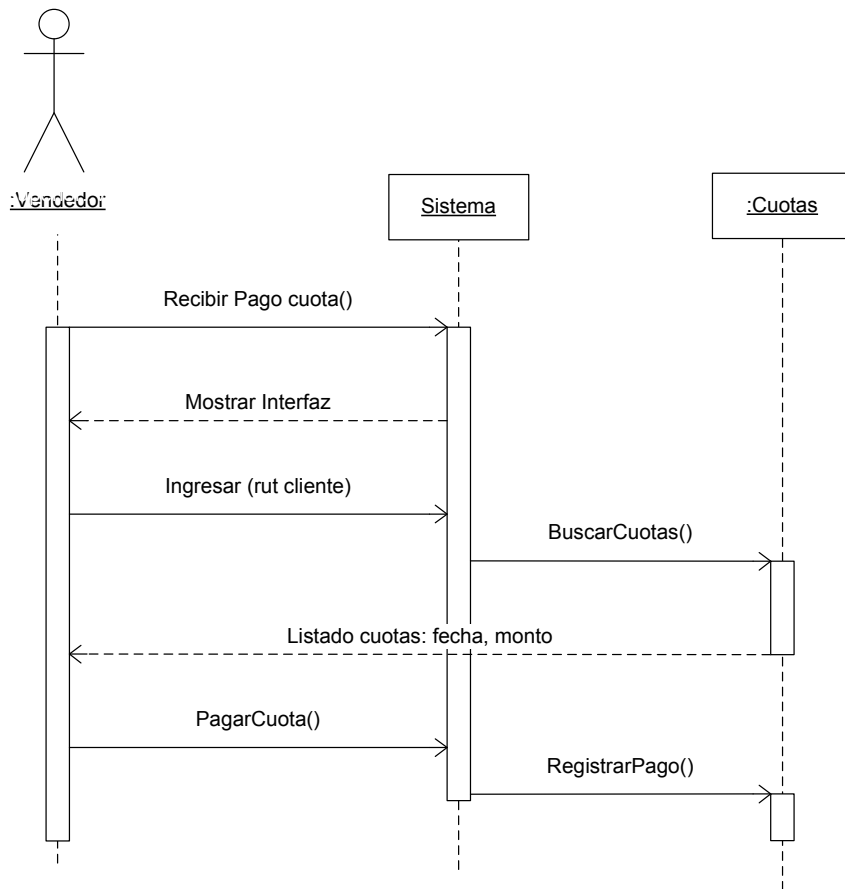 :Vendedor
Sistema
:Cuotas
Recibir Pago cuota()
Mostrar Interfaz
Ingresar (rut cliente)
BuscarCuotas()
Listado cuotas: fecha, monto
PagarCuota()
RegistrarPago()